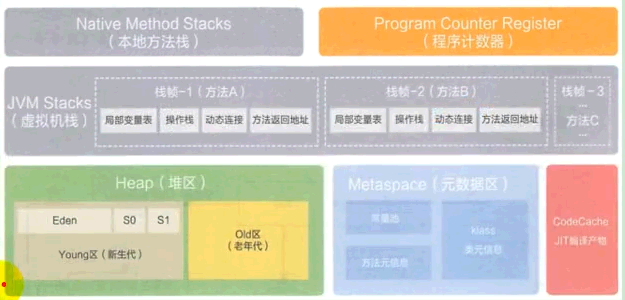 Native Method Stacks
（本地方法栈）
Program Counter Register
（程序计数器）
JVM Stacks
（虚拟机栈）
栈帧-1（方法A）
局部变量表
操作栈
动态连接
方法返回地址
栈帧-2（方法B）
局部变量表
操作栈
动态连接
方法返回地址
栈帧-3
...
方法C
Heap（堆区）
Eden
S0
S1
Young区（新生代）
Old区
（老年代）
Metaspace（元数据区）
常量池
方法元信息
klass
类元信息
CodeCache
JIT编译产物